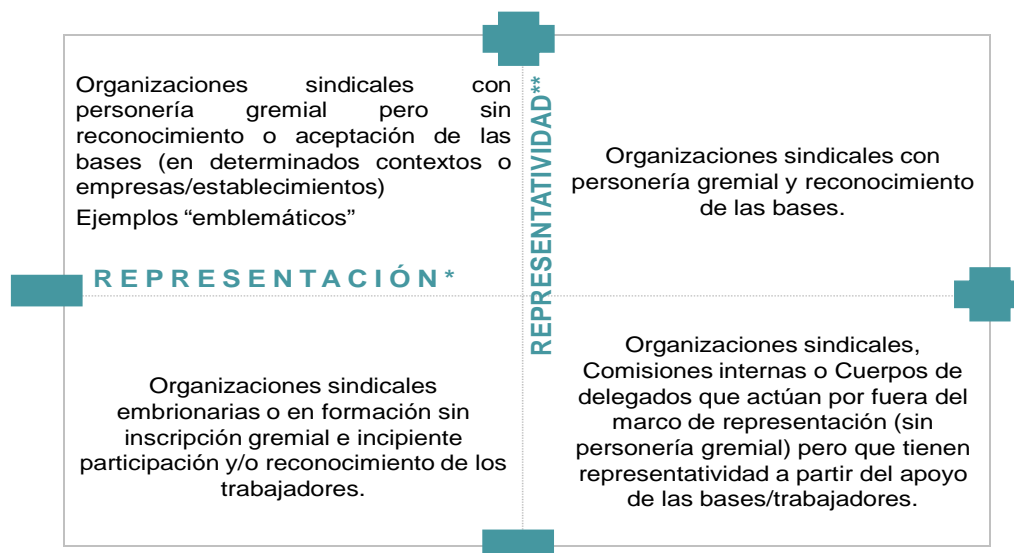 Organizaciones sindicales con
personería gremial pero sin
reconocimiento o aceptación de las
bases (en determinados contextos o
empresas/establecimientos)
Ejemplos “emblemáticos”
REPRESENTATIVIDAD**
Organizaciones sindicales con
personería gremial y reconocimiento
de las bases.
REPRESENTACIÓN*
Organizaciones sindicales
embrionarias o en formación sin
inscripción gremial e incipiente
participación y/o reconocimiento de los
trabajadores.
Organizaciones sindicales,
Comisiones internas o Cuerpos de
delegados que actúan por fuera del
marco de representación (sin
personería gremial) pero que tienen
representatividad a partir del apoyo
de las bases/trabajadores.